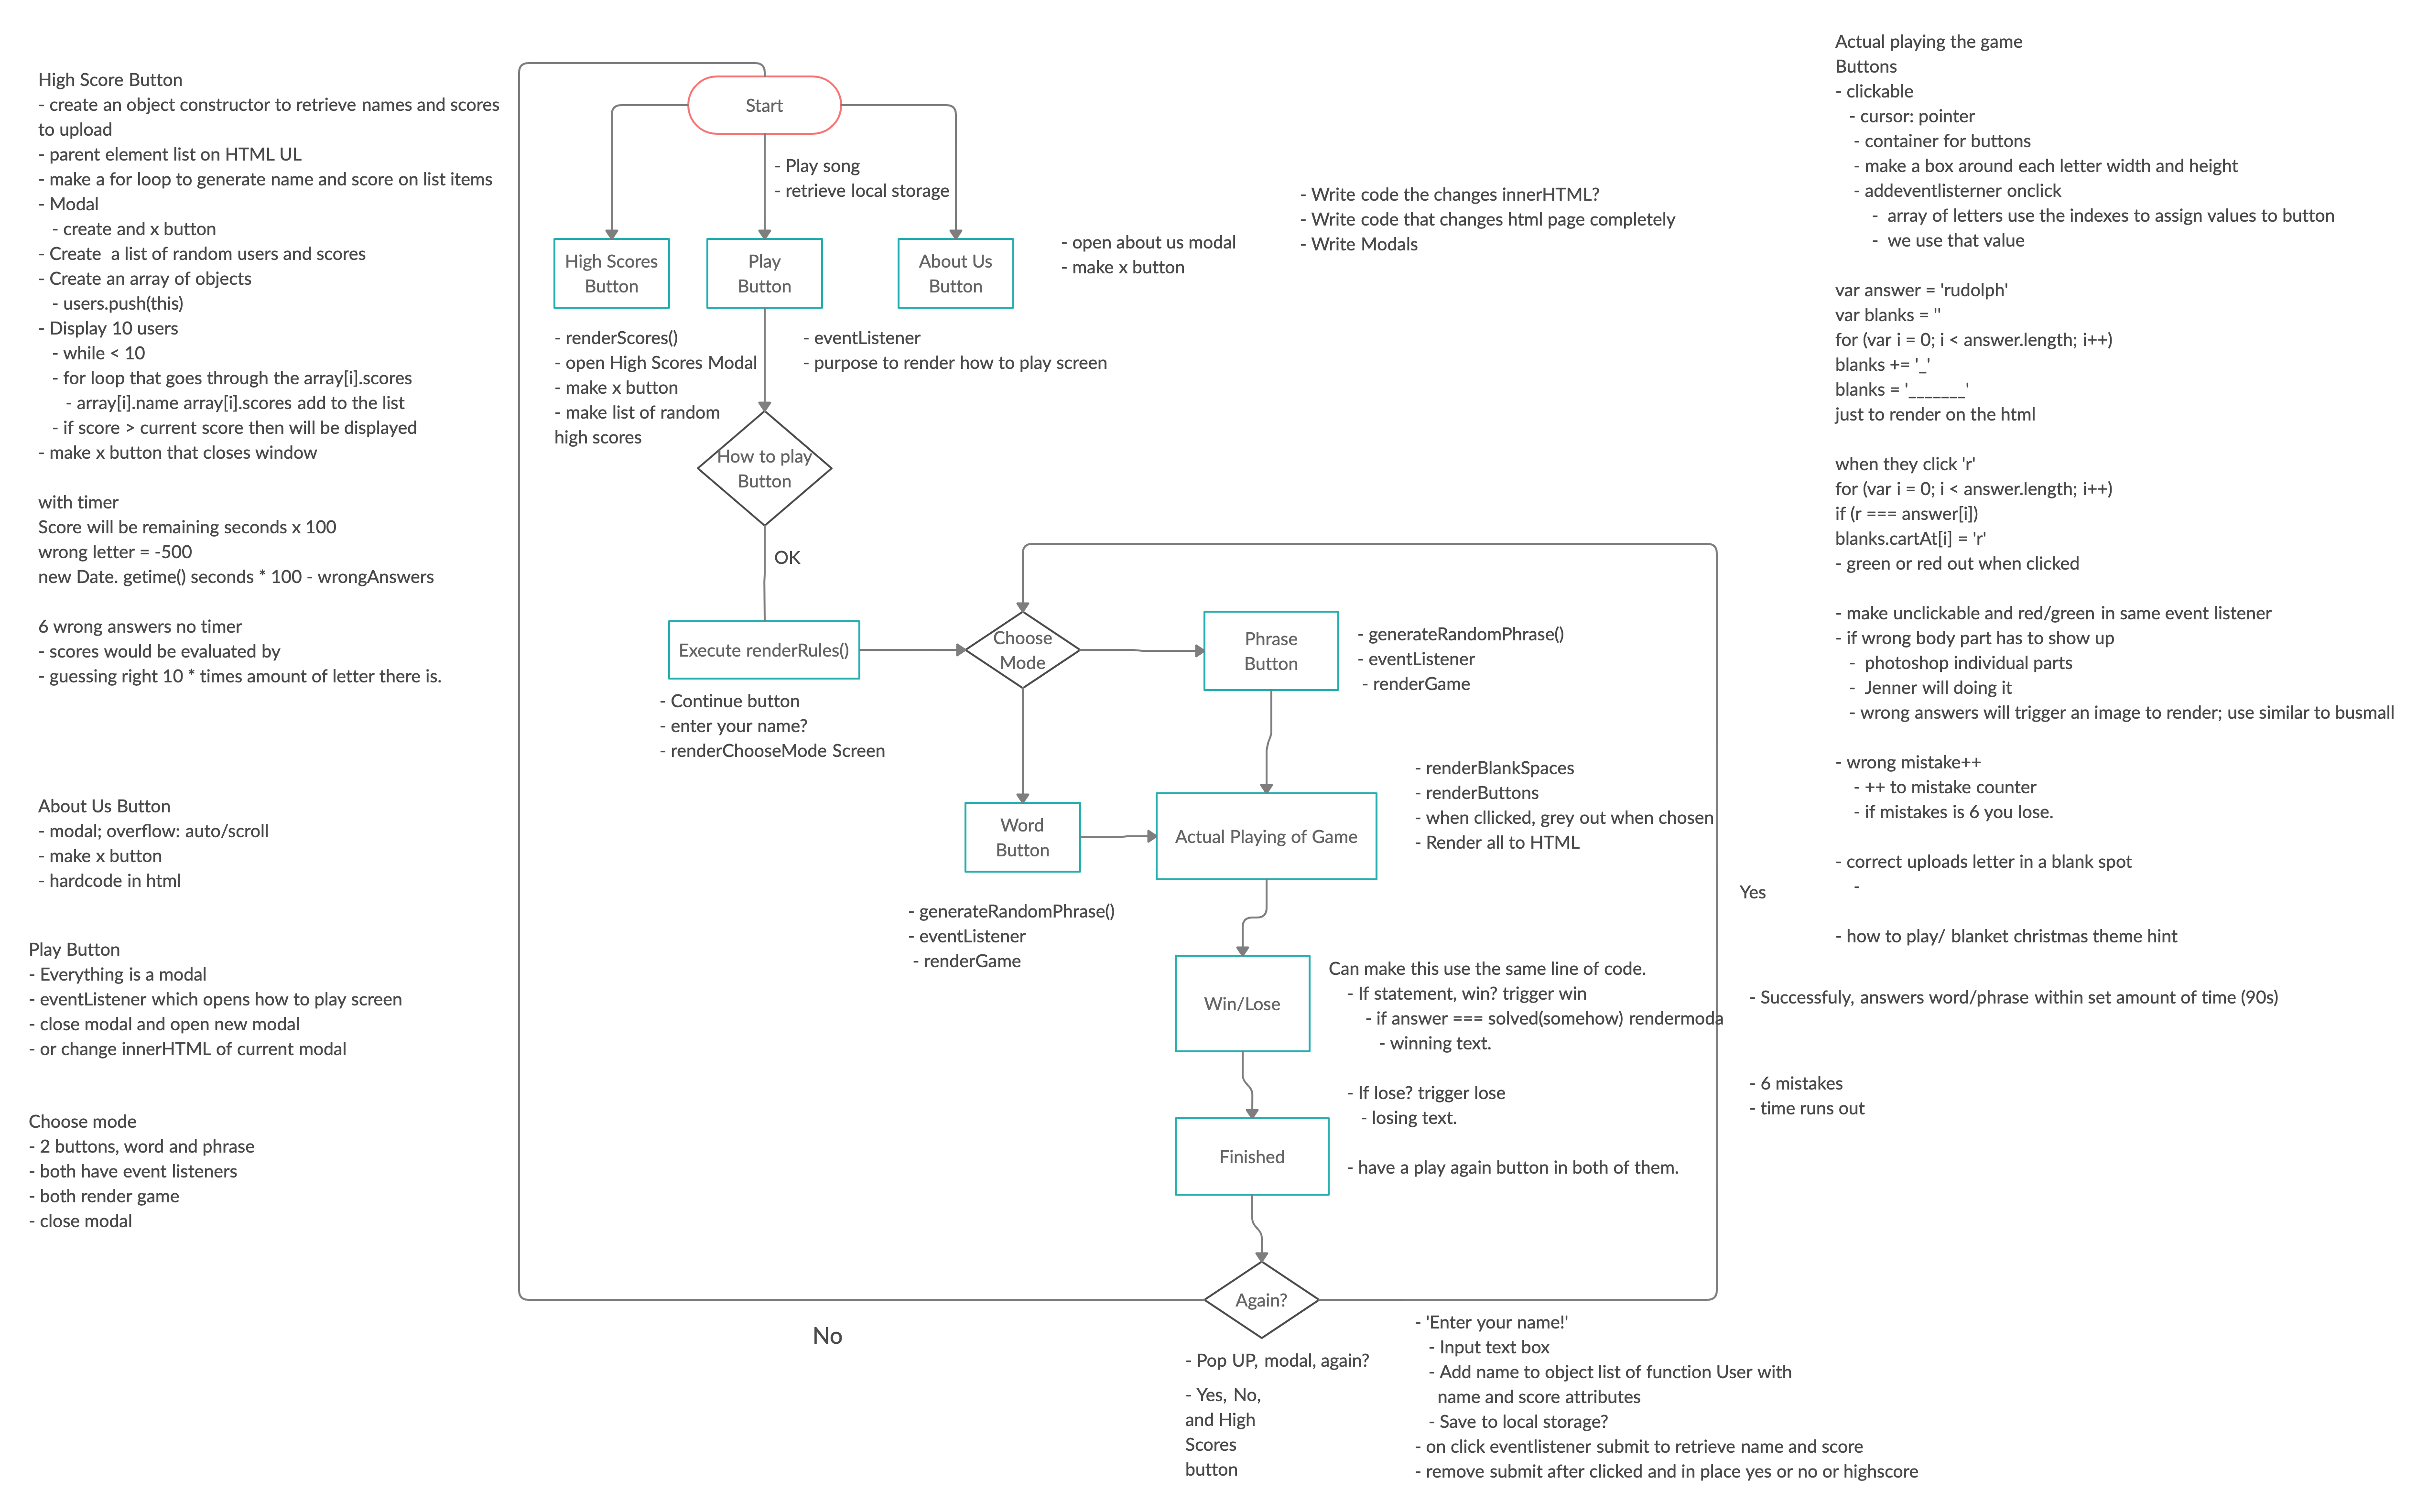 High Score Button
- create an object constructor to retrieve names and scores
to upload
- parent element list on HTML UL
- make a for loop to generate name and score on list items
- Modal
- create and x button
- Create  a list of random users and scores
- Create an array of objects
- users.push(this)
- Display 10 users
- while < 10
- for loop that goes through the array[i].scores
- array[i].name array[i].scores add to the list
- if score > current score then will be displayed
- make x button that closes window
with timer
Score will be remaining seconds x 100
wrong letter = -500
new Date. getime() seconds * 100 - wrongAnswers
6 wrong answers no timer
- scores would be evaluated by
- guessing right 10 * times amount of letter there is.
About Us Button
- modal; overflow: auto/scroll
- make x button
- hardcode in html
Play Button
- Everything is a modal
- eventListener which opens how to play screen
- close modal and open new modal
- or change innerHTML of current modal
Choose mode
- 2 buttons, word and phrase
- both have event listeners
- both render game
- close modal
Start
- Play song
- retrieve local storage
High Scores
Button
Play
Button
About Us
Button
- open about us modal
- make x button
- Write code the changes innerHTML?
- Write code that changes html page completely
- Write Modals
- renderScores()
- open High Scores Modal
- make x button
- make list of random
high scores
- eventListener
- purpose to render how to play screen
How to play
Button
OK
Execute renderRules()
- Continue button
- enter your name?
- renderChooseMode Screen
Choose
Mode
Phrase
Button
- generateRandomPhrase()
- eventListener
- renderGame
Word
Button
- generateRandomPhrase()
- eventListener
- renderGame
Actual Playing of Game
- renderBlankSpaces
- renderButtons
- when cllicked, grey out when chosen
- Render all to HTML
Yes
Win/Lose
Can make this use the same line of code.
- If statement, win? trigger win
- if answer === solved(somehow) rendermoda
- winning text.
- If lose? trigger lose
- losing text.
- have a play again button in both of them.
Finished
Again?
No
- Pop UP, modal, again?
- Yes, No,
and High
Scores
button
- 'Enter your name!'
- Input text box
- Add name to object list of function User with
name and score attributes
- Save to local storage?
- on click eventlistener submit to retrieve name and score
- remove submit after clicked and in place yes or no or highscore
Actual playing the game
Buttons
- clickable
- cursor: pointer
- container for buttons
- make a box around each letter width and height
- addeventlisterner onclick
-  array of letters use the indexes to assign values to button
-  we use that value
var answer = 'rudolph'
var blanks = ''
for (var i = 0; i < answer.length; i++)
blanks += '_'
blanks = '_______'
just to render on the html
when they click 'r'
for (var i = 0; i < answer.length; i++)
if (r === answer[i])
blanks.cartAt[i] = 'r'
- green or red out when clicked
- make unclickable and red/green in same event listener
- if wrong body part has to show up
-  photoshop individual parts
-  Jenner will doing it
- wrong answers will trigger an image to render; use similar to busmall
- wrong mistake++
- ++ to mistake counter
- if mistakes is 6 you lose.
- correct uploads letter in a blank spot
-
- how to play/ blanket christmas theme hint
- Successfuly, answers word/phrase within set amount of time (90s)
- 6 mistakes
- time runs out